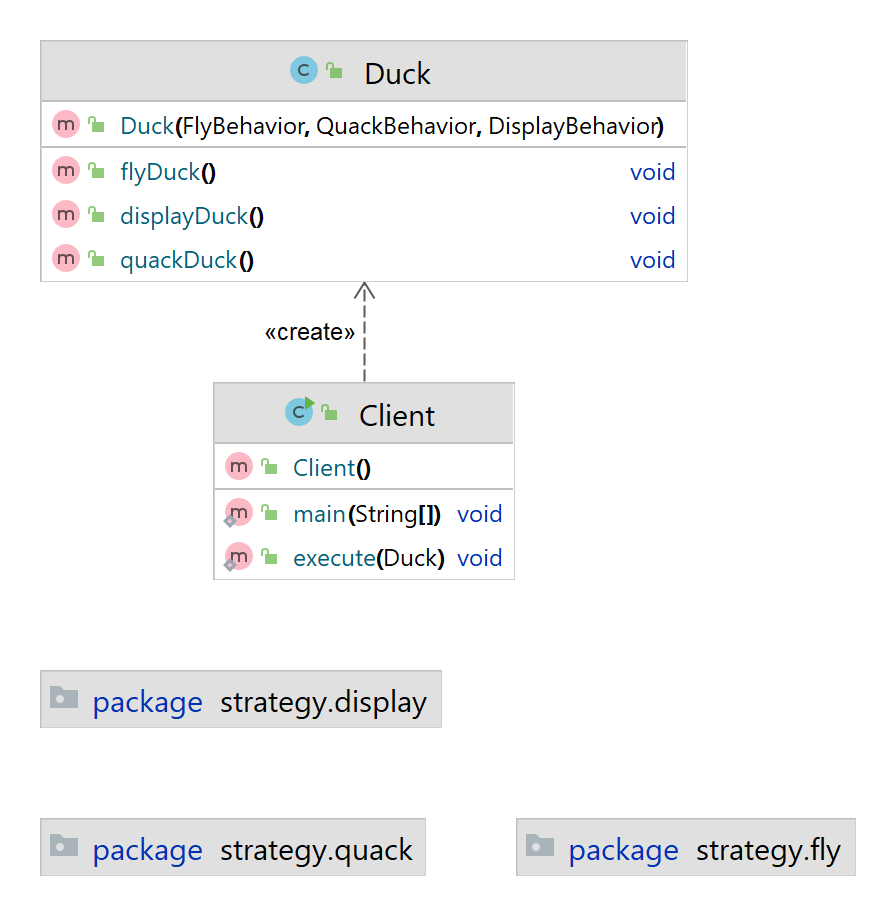 Duck
Duck(FlyBehavior, QuackBehavior, DisplayBehavior)
flyDuck() void
displayDuck() void
quackDuck() void
«create»
Client
Client()
main(String[]) void
execute(Duck) void
package strategy.display
package strategy.quack
package strategy.fly